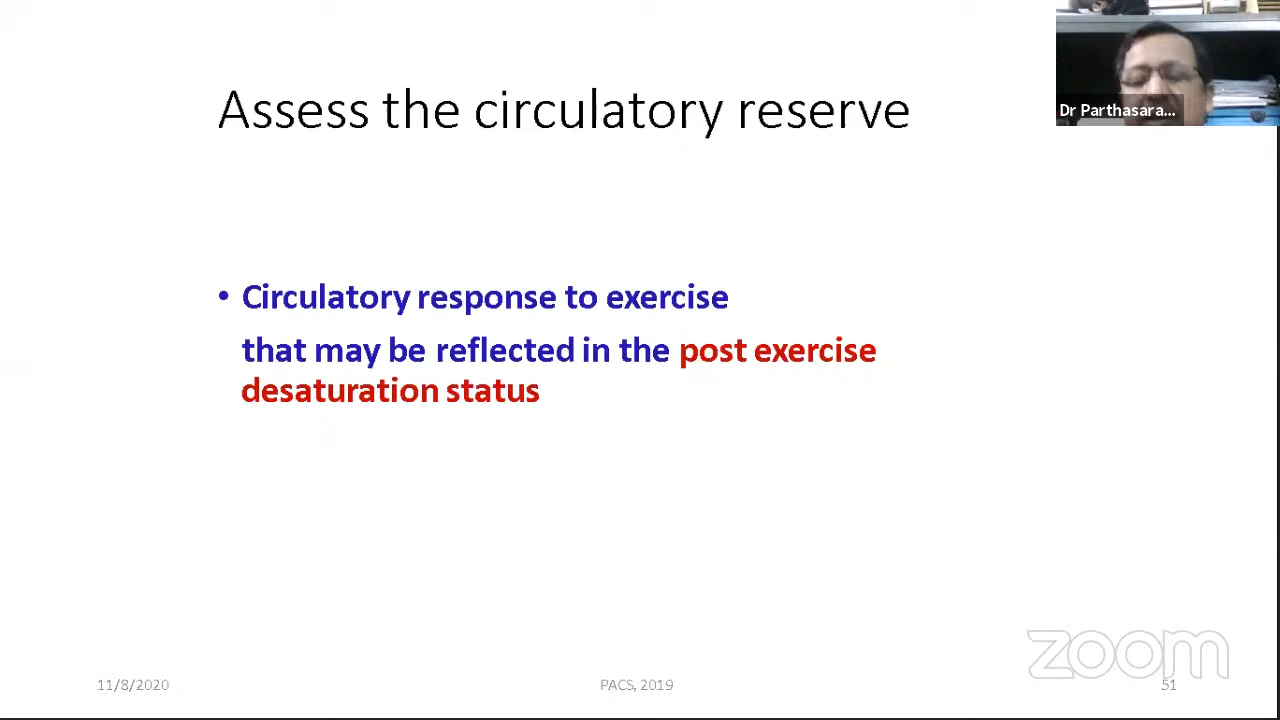 Dr Parthasara...
Assess the circulatory reserve
• Circulatory response to exercise
that may be reflected in the post exercise
desaturation status
zoom
11/8/2020
PACS, 2019
51